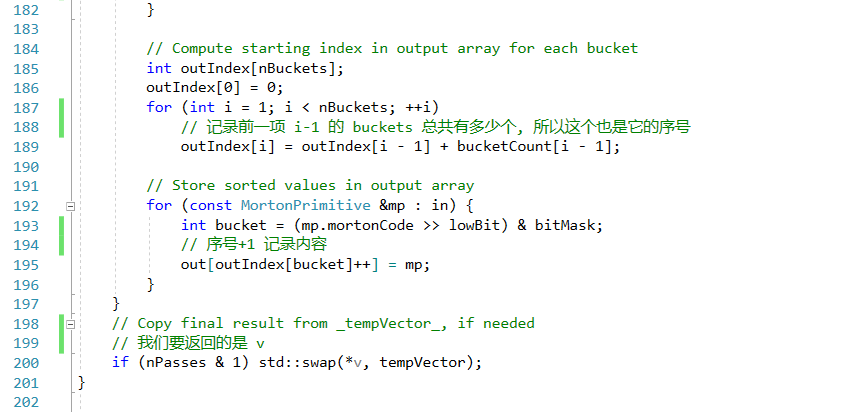 182 }
183
184 // Compute starting index in output array for each bucket
185 int outIndex[nBuckets];
186 outIndex[0] = 0;
187 for (int i = 1; i < nBuckets; ++i)
188 // 记录前一项 i-1 的 buckets 总共有多少个, 所以这个也是它的序号
189 outIndex[i] = outIndex[i - 1] + bucketCount[i - 1];
190
191 // Store sorted values in output array
192 for (const MortonPrimitive &mp : in) {
193 int bucket = (mp.mortonCode >> lowBit) & bitMask;
194 // 序号+1 记录内容
195 out[outIndex[bucket]++] = mp;
196 }
197 }
198 // Copy final result from _tempVector_, if needed
199 // 我们要返回的是 v
200 if (nPasses & 1) std::swap(*v, tempVector);
201 }
202